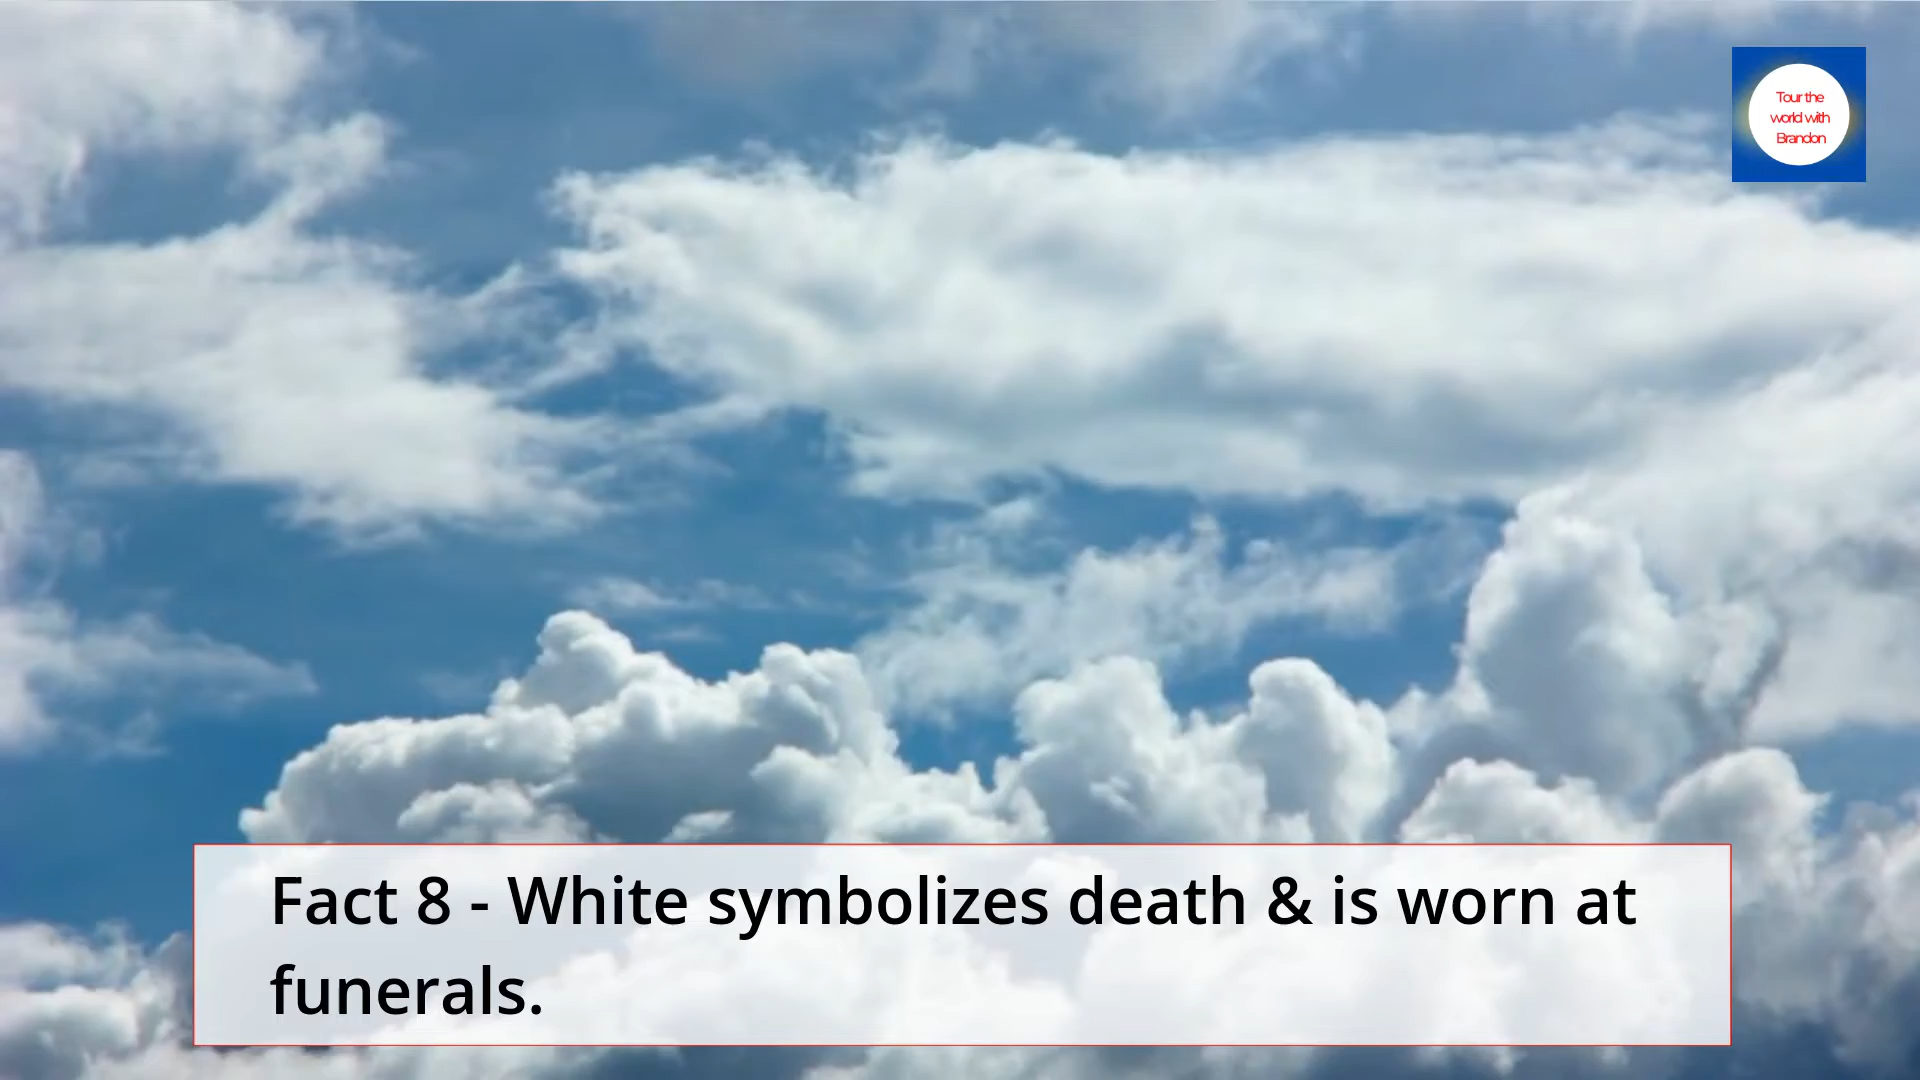 Tour the
world with
Brandon
Fact 8 - White symbolizes death & is worn at
funerals.